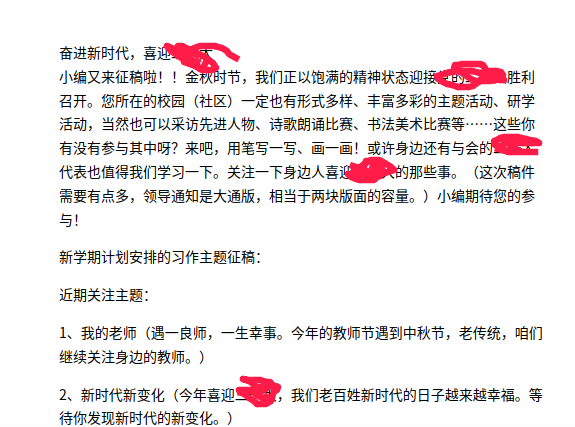 奋进新时代，喜迎
小编又来征稿啦！！金秋时节，我们正以饱满的精神状态迎接 胜利
召开。您所在的校园（社区）一定也有形式多样、丰富多彩的主题活动、研学
活动，当然也可以采访先进人物、诗歌朗诵比赛、书法美术比赛等……这些你
有没有参与其中呀？来吧，用笔写一写、画一画！或许身边还有与会的
代表也值得我们学习一下。关注一下身边人喜迎 的那些事。（这次稿件
需要有点多，领导通知是大通版，相当于两块版面的容量。）小编期待您的参
与！
新学期计划安排的习作主题征稿：
近期关注主题：
1、我的老师（遇一良师，一生幸事。今年的教师节遇到中秋节，老传统，咱们
继续关注身边的教师。）
2、新时代新变化（今年喜迎 ，我们老百姓新时代的日子越来越幸福。等
待你发现新时代的新变化。）